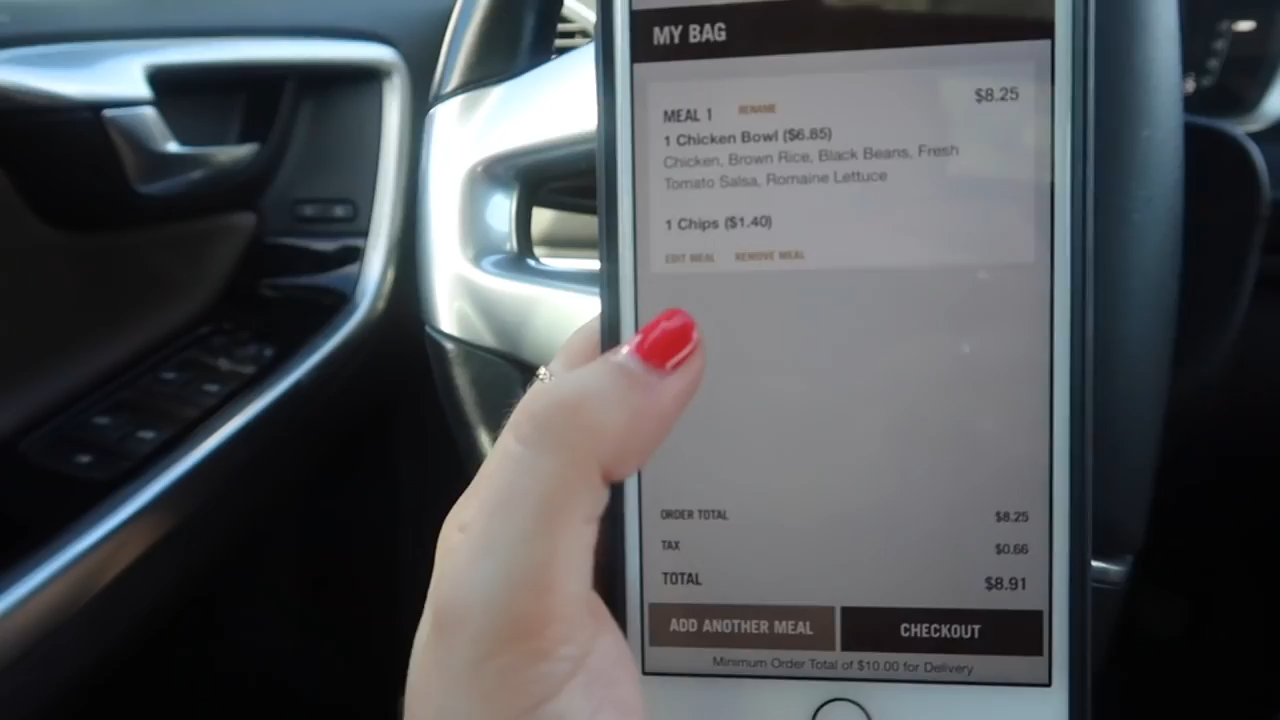 MY BAG
MEAL 1 RENAME $8.25
1 Chicken Bowl ($6.85)
Chicken, Brown Rice, Black Beans, Fresh
Tomato Salsa, Romaine Lettuce
1 Chips ($1.40)
EDIT MEAL REMOVE MEAL
ORDER TOTAL $8.25
TAX $0.66
TOTAL $8.91
ADD ANOTHER MEAL CHECKOUT
Minimum Order Total of $10.00 for Delivery